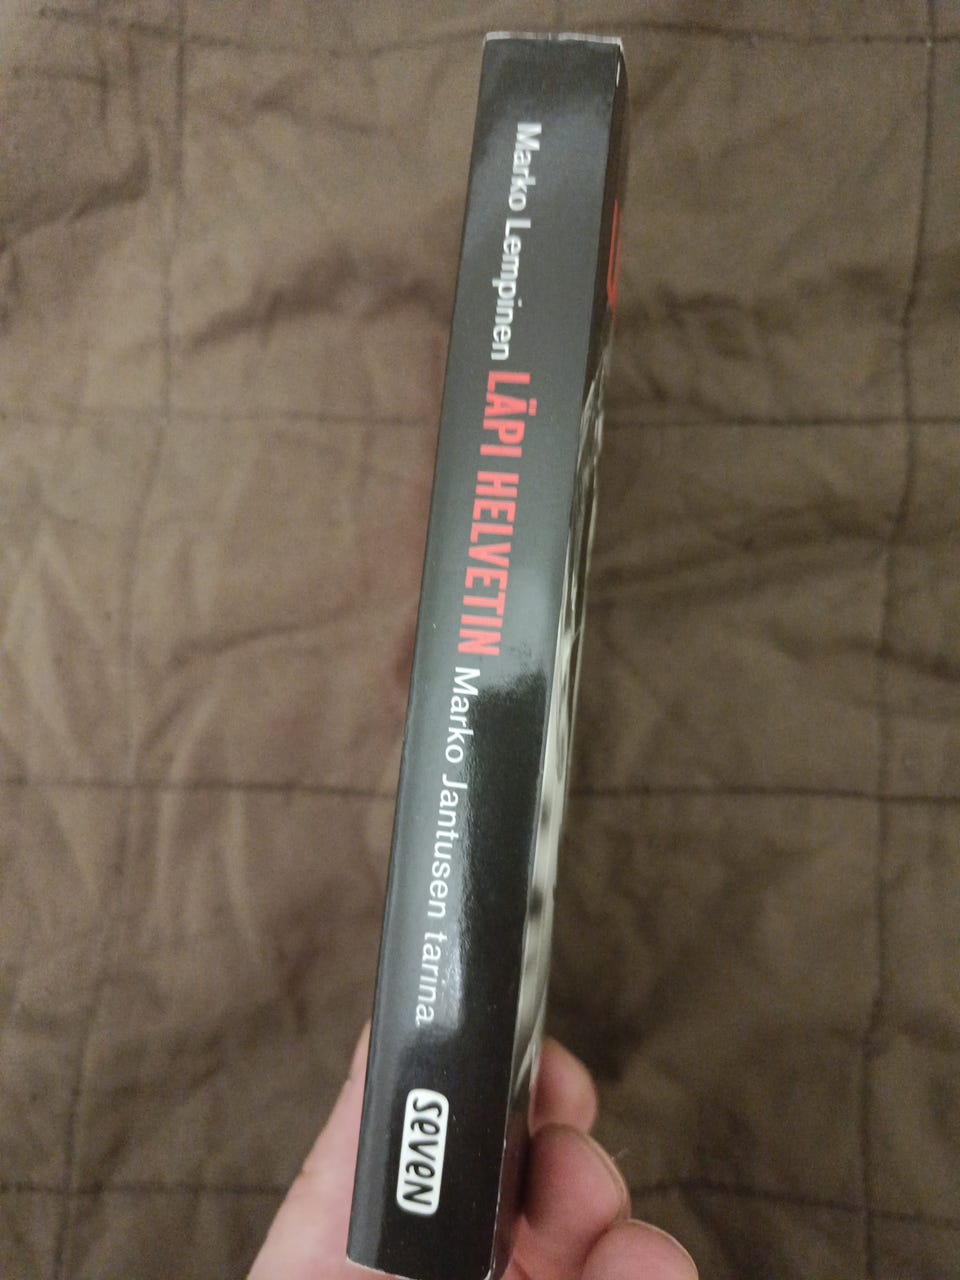 Marko Lempinen LÄPI HELVETIN Marko Jantusen tarina
seven